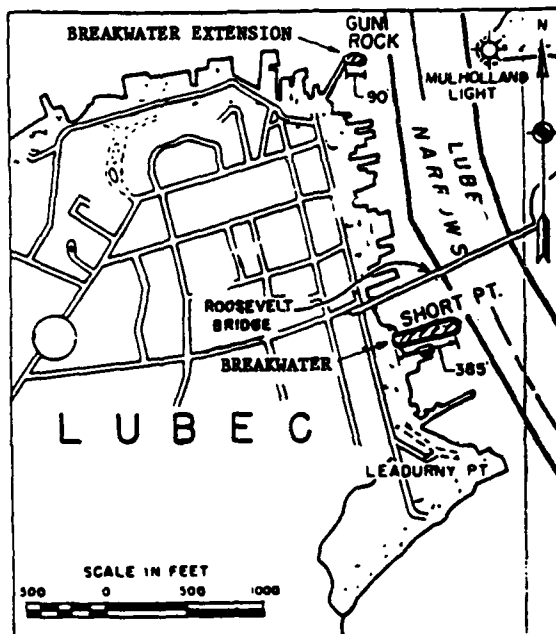 BREAKWATER EXTENSION
GUN
ROCK
N
MULHOLLAND
LIGHT
90'
LUBE
NARROWS
ROOSEVELT
BRIDGE
SHORT PT.
BREAKWATER
385'
LUBEC
LEADURNY PT
SCALE IN FEET
500 0 500 1000